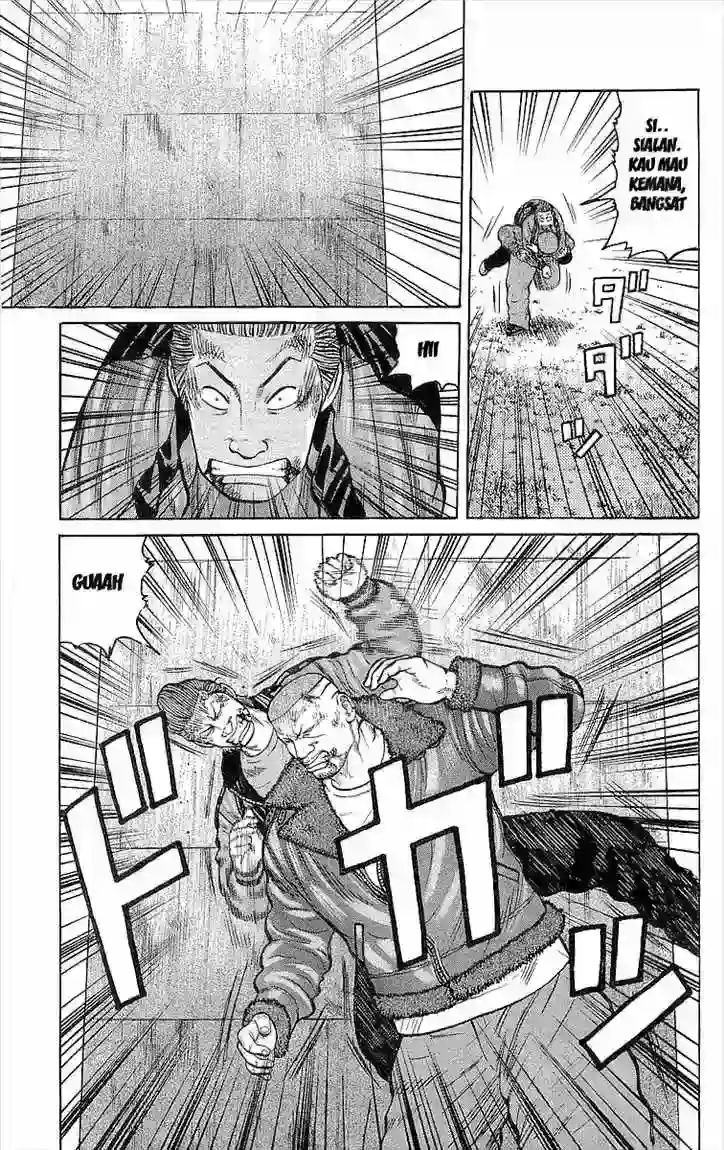 SI..
SIALAN.
KAU MAU
KEMANA,
BANGSAT
ダダッ
HII
GUAAH
ドガッ